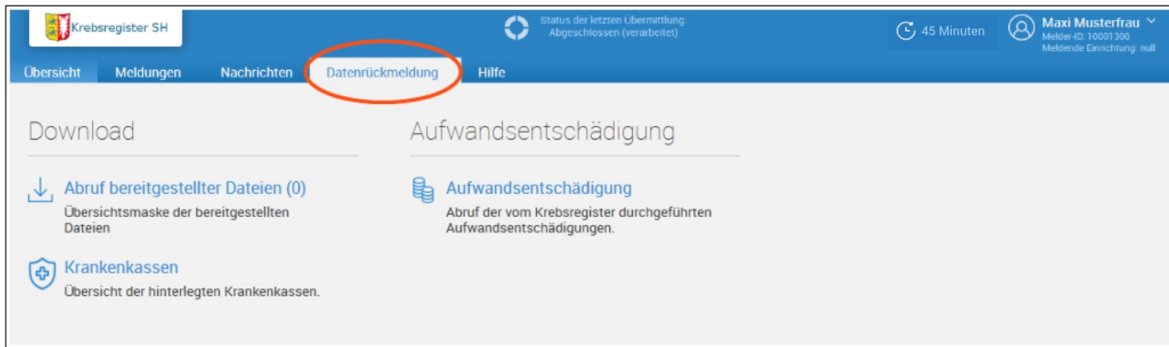 Krebsregister SH
Status der letzten Übermittlung:
Abgeschlossen (verarbeitet)
45 Minuten
Maxi Musterfrau
Melder-ID: 10001300
Meldende Einrichtung: null
Übersicht Meldungen Nachrichten Datenrückmeldung Hilfe
Download
Abruf bereitgestellter Dateien (0)
Übersichtsmaske der bereitgestellten
Dateien
Krankenkassen
Übersicht der hinterlegten Krankenkassen.
Aufwandsentschädigung
Aufwandsentschädigung
Abruf der vom Krebsregister durchgeführten
Aufwandsentschädigungen.